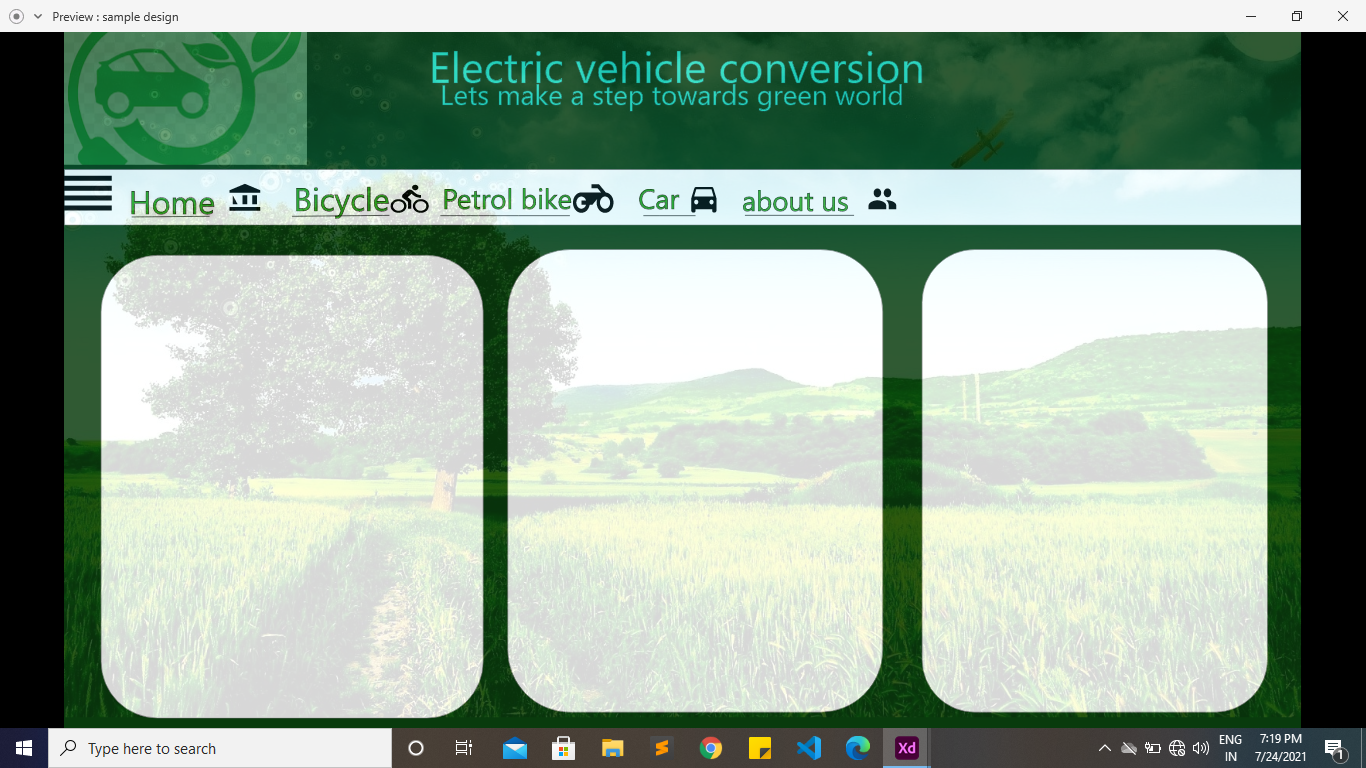 Preview : sample design
Electric vehicle conversion
Lets make a step towards green world
Home Bicycle Petrol bike Car about us
Type here to search
Xd
ENG
IN
7:19 PM
7/24/2021
1